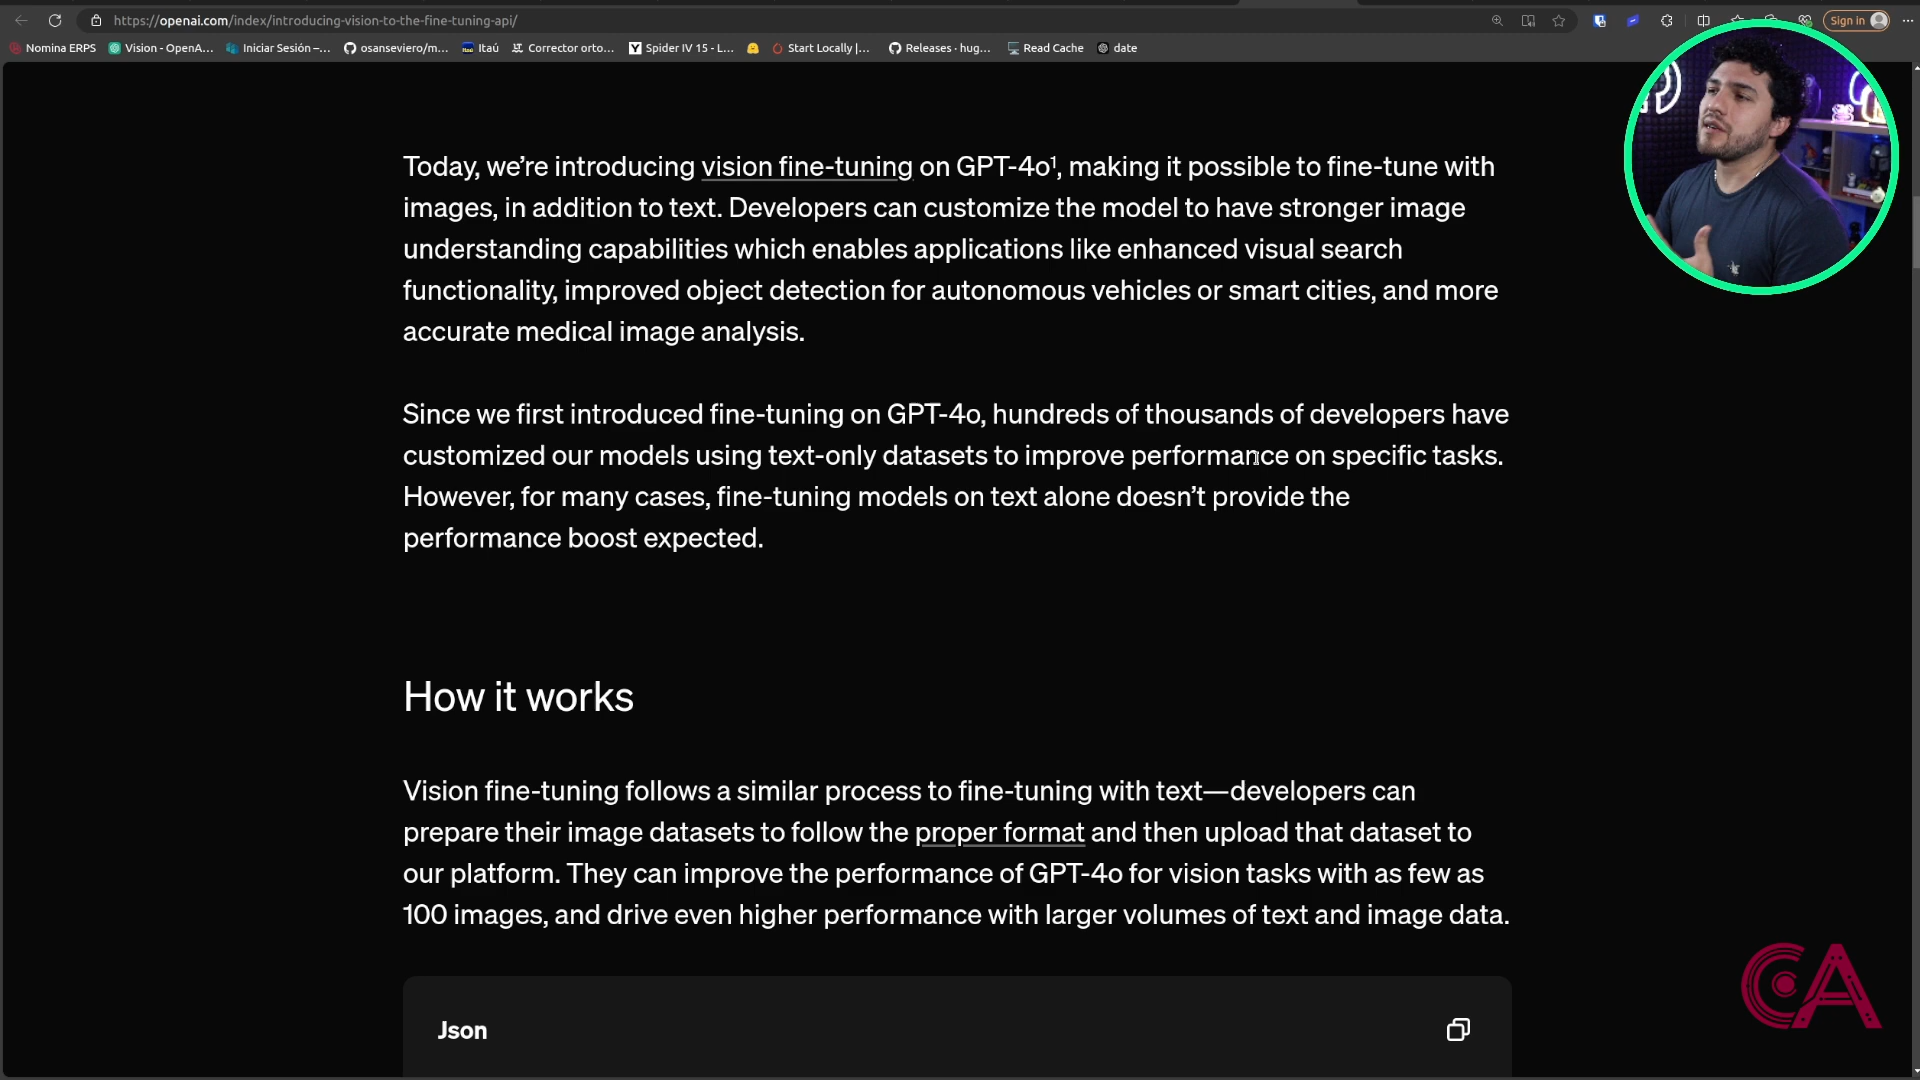 https://openai.com/index/introducing-vision-to-the-fine-tuning-api/
Sign in
Nomina ERPS
Vision - OpenA...
Iniciar Sesión –...
osanseviero/m...
Itaú
Corrector orto...
Spider IV 15 - L...
Start Locally |...
Releases · hug...
Read Cache
date
Today, we’re introducing vision fine-tuning on GPT-4o¹, making it possible to fine-tune with
images, in addition to text. Developers can customize the model to have stronger image
understanding capabilities which enables applications like enhanced visual search
functionality, improved object detection for autonomous vehicles or smart cities, and more
accurate medical image analysis.
Since we first introduced fine-tuning on GPT-4o, hundreds of thousands of developers have
customized our models using text-only datasets to improve performance on specific tasks.
However, for many cases, fine-tuning models on text alone doesn’t provide the
performance boost expected.
How it works
Vision fine-tuning follows a similar process to fine-tuning with text—developers can
prepare their image datasets to follow the proper format and then upload that dataset to
our platform. They can improve the performance of GPT-4o for vision tasks with as few as
100 images, and drive even higher performance with larger volumes of text and image data.
Json
CA